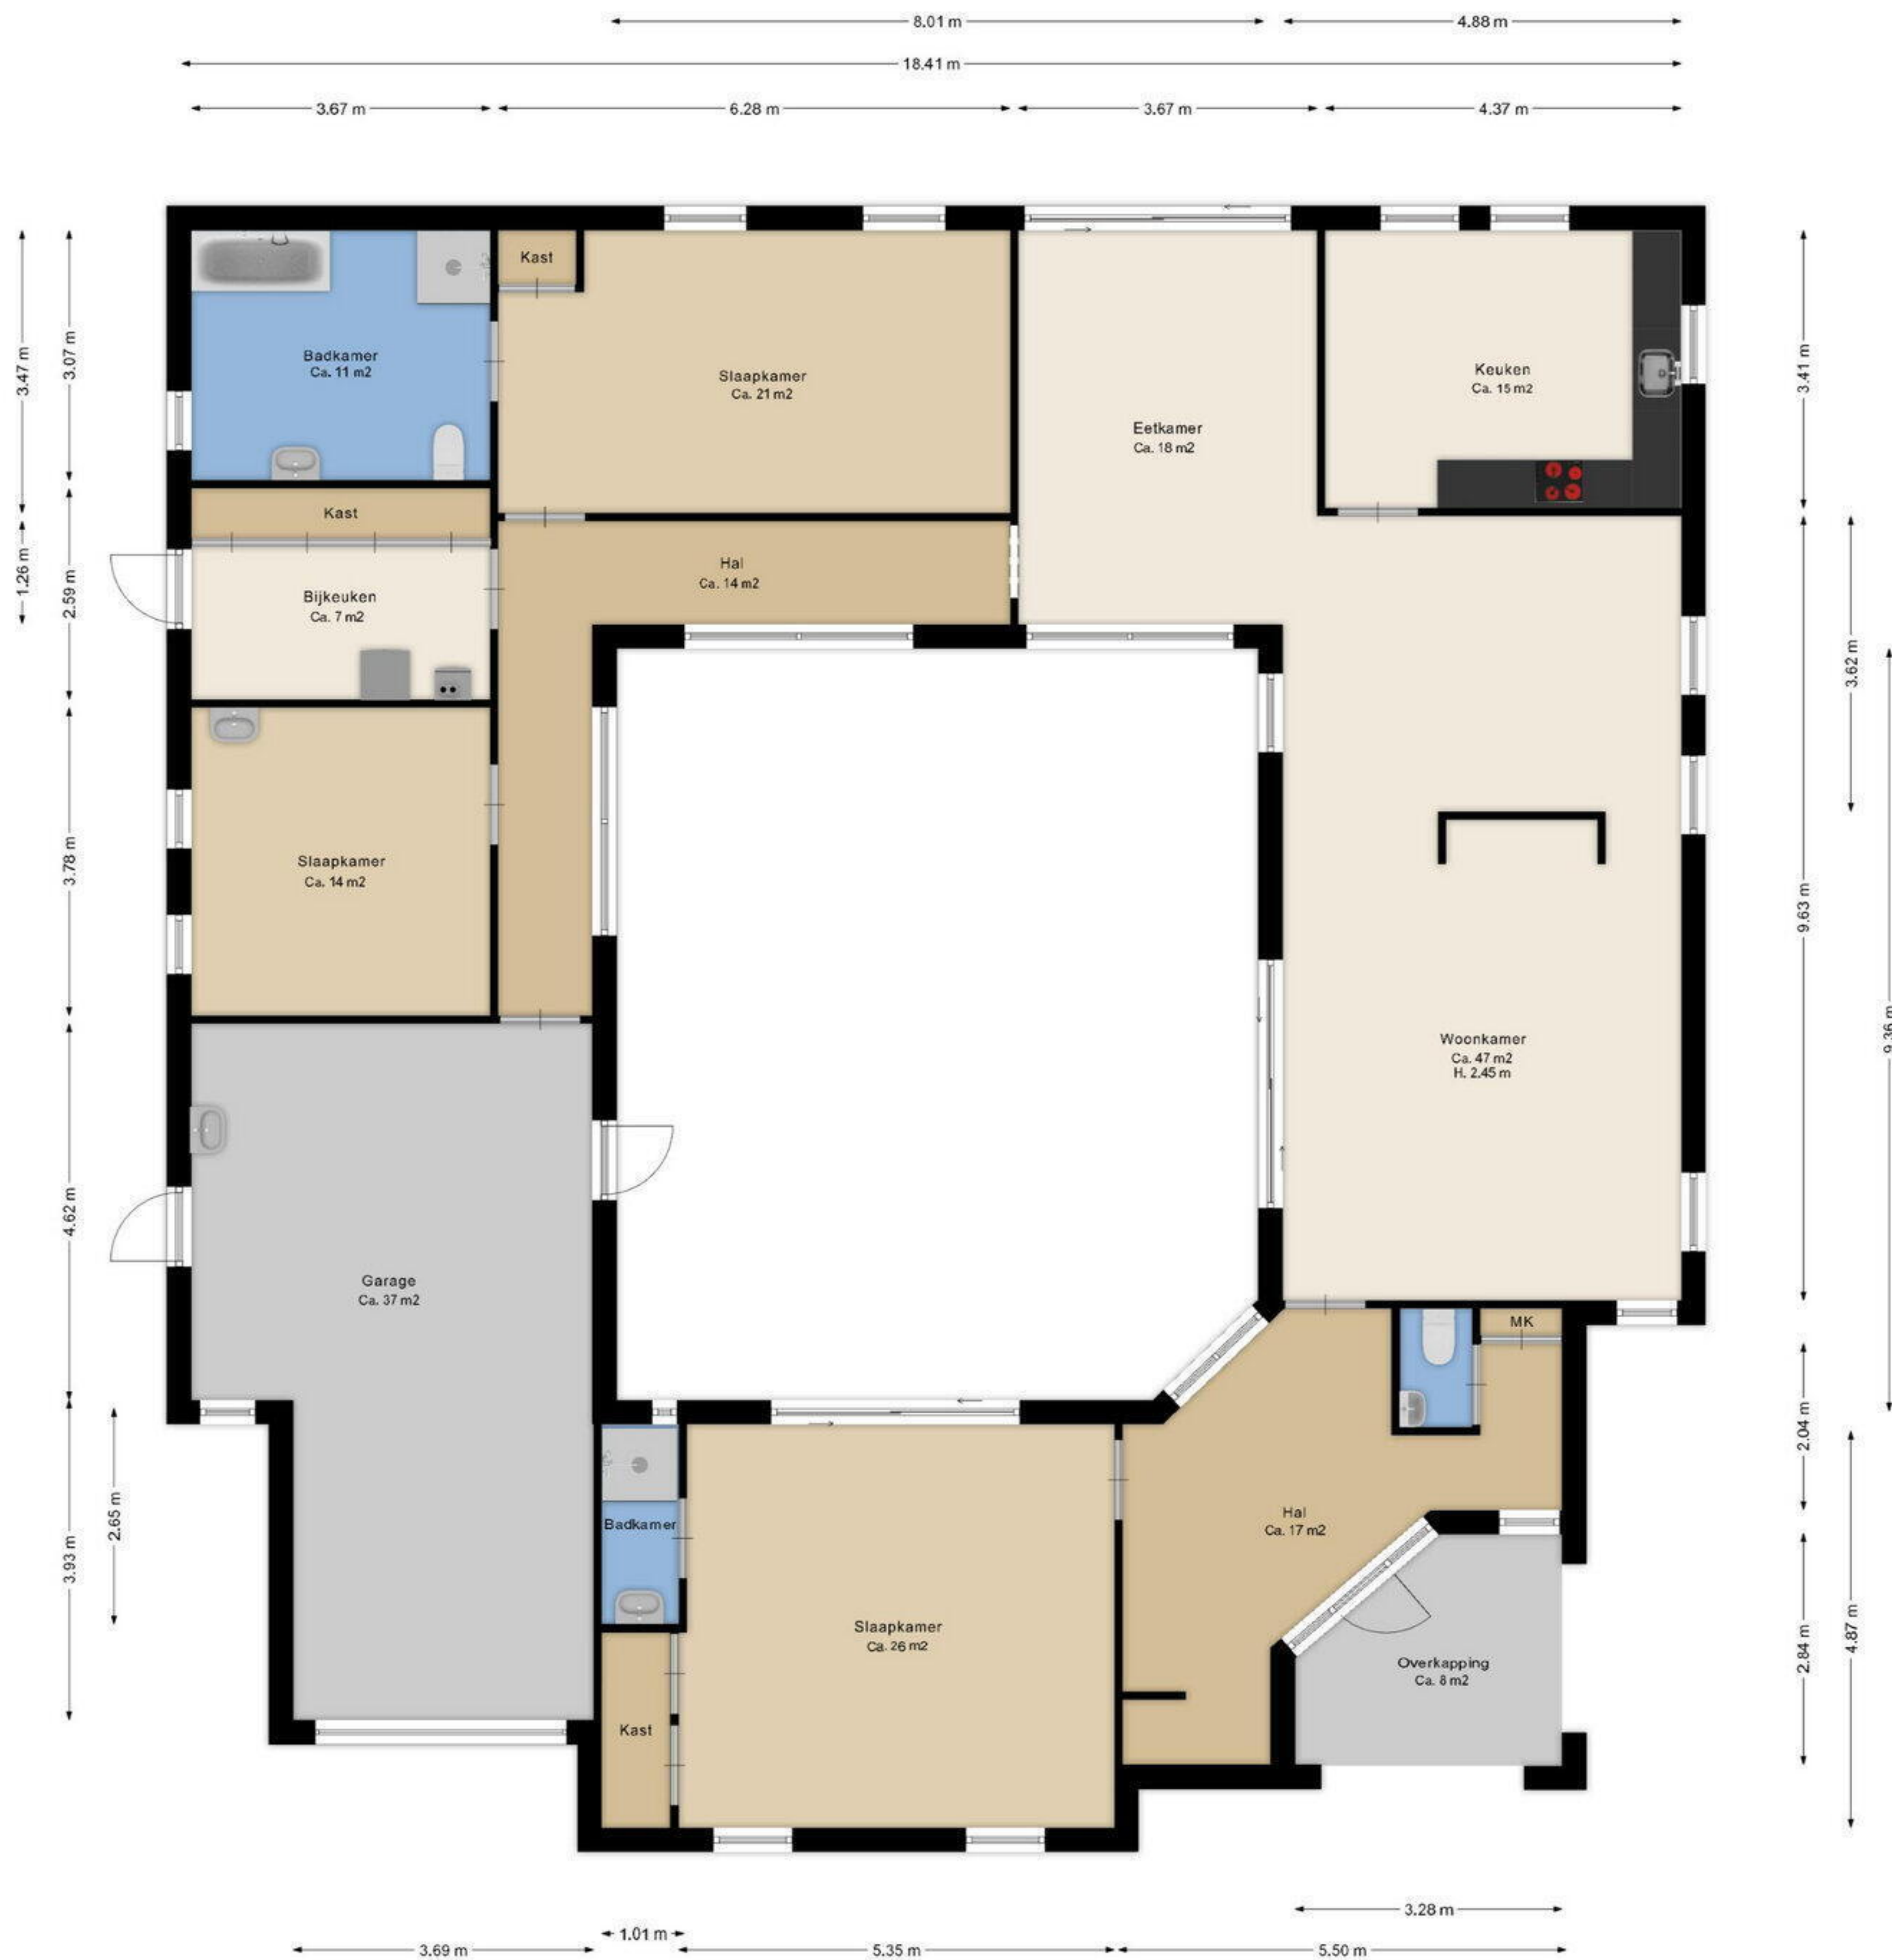 8.01 m
4.88 m
18.41 m
3.67 m
6.28 m
3.67 m
4.37 m
3.47 m
1.26 m
3.07 m
2.59 m
3.78 m
4.62 m
3.93 m
2.65 m
Badkamer
Ca. 11 m2
Kast
Slaapkamer
Ca. 21 m2
Eetkamer
Ca. 18 m2
Keuken
Ca. 15 m2
Kast
Bijkeuken
Ca. 7 m2
Hal
Ca. 14 m2
Slaapkamer
Ca. 14 m2
Woonkamer
Ca. 47 m2
H. 2.45 m
Garage
Ca. 37 m2
MK
Badkamer
Hal
Ca. 17 m2
Slaapkamer
Ca. 26 m2
Overkapping
Ca. 8 m2
Kast
3.41 m
3.62 m
9.63 m
9.36 m
2.04 m
2.84 m
4.87 m
3.28 m
1.01 m
3.69 m
5.35 m
5.50 m